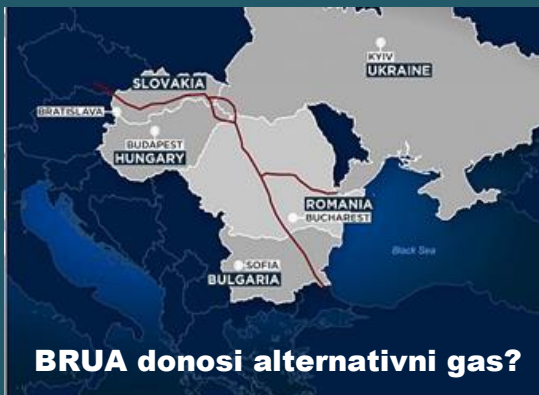 KYIV
UKRAINE
SLOVAKIA
BRATISLAVA
BUDAPEST
HUNGARY
ROMANIA
BUCHAREST
Black Sea
SOFIA
BULGARIA
BRUA donosi alternativni gas?